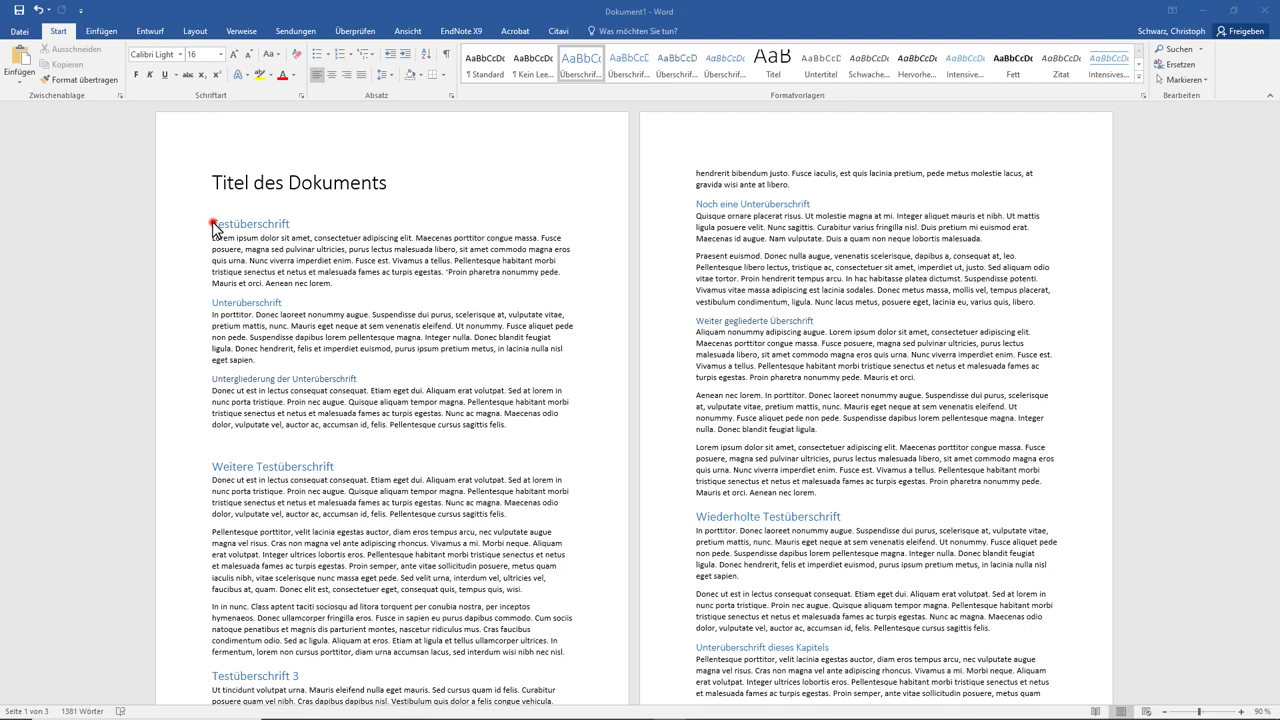 Dokument1 - Word
Datei Start Einfügen Entwurf Layout Verweise Sendungen Überprüfen Ansicht EndNote X9 Acrobat Citavi Was möchten Sie tun? Schwarz, Christoph Freigeben
Einfügen
Ausschneiden
Kopieren
Format übertragen
Zwischenablage
Calibri Light 16
F K U abc x₂ x²
Schriftart
Absatz
AaBbCcDc AaBbCcDc AaBbCc AaBbCcD AaBbCcD AaBbCcD AaB AaBbCcD AaBbCcDc AaBbCcDc AaBbCcDc AaBbCcDc AaBbCcDc AaBbCcDc
¶ Standard ¶ Kein Lee... Überschrif... Überschrif... Überschrif... Überschrif... Titel Untertitel Schwache... Hervorhe... Intensive... Fett Zitat Intensives...
Formatvorlagen
Suchen
Ersetzen
Markieren
Bearbeiten
Titel des Dokuments
Testüberschrift
Lorem ipsum dolor sit amet, consectetuer adipiscing elit. Maecenas porttitor congue massa. Fusce
posuere, magna sed pulvinar ultricies, purus lectus malesuada libero, sit amet commodo magna eros
quis urna. Nunc viverra imperdiet enim. Fusce est. Vivamus a tellus. Pellentesque habitant morbi
tristique senectus et netus et malesuada fames ac turpis egestas. Proin pharetra nonummy pede.
Mauris et orci. Aenean nec lorem.
Unterüberschrift
In porttitor. Donec laoreet nonummy augue. Suspendisse dui purus, scelerisque at, vulputate vitae,
pretium mattis, nunc. Mauris eget neque at sem venenatis eleifend. Ut nonummy. Fusce aliquet pede
non pede. Suspendisse dapibus lorem pellentesque magna. Integer nulla. Donec blandit feugiat
ligula. Donec hendrerit, felis et imperdiet euismod, purus ipsum pretium metus, in lacinia nulla nisl
eget sapien.
Untergliederung der Unterüberschrift
Donec ut est in lectus consequat consequat. Etiam eget dui. Aliquam erat volutpat. Sed at lorem in
nunc porta tristique. Proin nec augue. Quisque aliquam tempor magna. Pellentesque habitant morbi
tristique senectus et netus et malesuada fames ac turpis egestas. Nunc ac magna. Maecenas odio
dolor, vulputate vel, auctor ac, accumsan id, felis. Pellentesque cursus sagittis felis.
Weitere Testüberschrift
Donec ut est in lectus consequat consequat. Etiam eget dui. Aliquam erat volutpat. Sed at lorem in
nunc porta tristique. Proin nec augue. Quisque aliquam tempor magna. Pellentesque habitant morbi
tristique senectus et netus et malesuada fames ac turpis egestas. Nunc ac magna. Maecenas odio
dolor, vulputate vel, auctor ac, accumsan id, felis. Pellentesque cursus sagittis felis.
Pellentesque porttitor, velit lacinia egestas auctor, diam eros tempus arcu, nec vulputate augue
magna vel risus. Cras non magna vel ante adipiscing rhoncus. Vivamus a mi. Morbi neque. Aliquam
erat volutpat. Integer ultrices lobortis eros. Pellentesque habitant morbi tristique senectus et netus
et malesuada fames ac turpis egestas. Proin semper, ante vitae sollicitudin posuere, metus quam
iaculis nibh, vitae scelerisque nunc massa eget pede. Sed velit urna, interdum vel, ultricies vel,
faucibus at, quam. Donec elit est, consectetuer eget, consequat quis, tempus quis, wisi.
In in nunc. Class aptent taciti sociosqu ad litora torquent per conubia nostra, per inceptos
hymenaeos. Donec ullamcorper fringilla eros. Fusce in sapien eu purus dapibus commodo. Cum sociis
natoque penatibus et magnis dis parturient montes, nascetur ridiculus mus. Cras faucibus
condimentum odio. Sed ac ligula. Aliquam at eros. Etiam at ligula et tellus ullamcorper ultrices. In
fermentum, lorem non cursus porttitor, diam urna accumsan lacus, sed interdum wisi nibh nec nisl.
Testüberschrift 3
Ut tincidunt volutpat urna. Mauris eleifend nulla eget mauris. Sed cursus quam id felis. Curabitur
posuere quam vel nibh. Cras dapibus dapibus nisl. Vestibulum quis dolor a felis congue vehicula.
hendrerit bibendum justo. Fusce iaculis, est quis lacinia pretium, pede metus molestie lacus, at
gravida wisi ante at libero.
Noch eine Unterüberschrift
Quisque ornare placerat risus. Ut molestie magna at mi. Integer aliquet mauris et nibh. Ut mattis
ligula posuere velit. Nunc sagittis. Curabitur varius fringilla nisl. Duis pretium mi euismod erat.
Maecenas id augue. Nam vulputate. Duis a quam non neque lobortis malesuada.
Praesent euismod. Donec nulla augue, venenatis scelerisque, dapibus a, consequat at, leo.
Pellentesque libero lectus, tristique ac, consectetuer sit amet, imperdiet ut, justo. Sed aliquam odio
vitae tortor. Proin hendrerit tempus arcu. In hac habitasse platea dictumst. Suspendisse potenti.
Vivamus vitae massa adipiscing est lacinia sodales. Donec metus massa, mollis vel, tempus placerat,
vestibulum condimentum, ligula. Nunc lacus metus, posuere eget, lacinia eu, varius quis, libero.
Weiter gegliederte Überschrift
Aliquam nonummy adipiscing augue. Lorem ipsum dolor sit amet, consectetuer adipiscing elit.
Maecenas porttitor congue massa. Fusce posuere, magna sed pulvinar ultricies, purus lectus
malesuada libero, sit amet commodo magna eros quis urna. Nunc viverra imperdiet enim. Fusce est.
Vivamus a tellus. Pellentesque habitant morbi tristique senectus et netus et malesuada fames ac
turpis egestas. Proin pharetra nonummy pede. Mauris et orci.
Aenean nec lorem. In porttitor. Donec laoreet nonummy augue. Suspendisse dui purus, scelerisque
at, vulputate vitae, pretium mattis, nunc. Mauris eget neque at sem venenatis eleifend. Ut
nonummy. Fusce aliquet pede non pede. Suspendisse dapibus lorem pellentesque magna. Integer
nulla. Donec blandit feugiat ligula.
Lorem ipsum dolor sit amet, consectetuer adipiscing elit. Maecenas porttitor congue massa. Fusce
posuere, magna sed pulvinar ultricies, purus lectus malesuada libero, sit amet commodo magna eros
quis urna. Nunc viverra imperdiet enim. Fusce est. Vivamus a tellus. Pellentesque habitant morbi
tristique senectus et netus et malesuada fames ac turpis egestas. Proin pharetra nonummy pede.
Mauris et orci. Aenean nec lorem.
Wiederholte Testüberschrift
In porttitor. Donec laoreet nonummy augue. Suspendisse dui purus, scelerisque at, vulputate vitae,
pretium mattis, nunc. Mauris eget neque at sem venenatis eleifend. Ut nonummy. Fusce aliquet pede
non pede. Suspendisse dapibus lorem pellentesque magna. Integer nulla. Donec blandit feugiat
ligula. Donec hendrerit, felis et imperdiet euismod, purus ipsum pretium metus, in lacinia nulla nisl
eget sapien.
Donec ut est in lectus consequat consequat. Etiam eget dui. Aliquam erat volutpat. Sed at lorem in
nunc porta tristique. Proin nec augue. Quisque aliquam tempor magna. Pellentesque habitant morbi
tristique senectus et netus et malesuada fames ac turpis egestas. Nunc ac magna. Maecenas odio
dolor, vulputate vel, auctor ac, accumsan id, felis. Pellentesque cursus sagittis felis.
Unterüberschrift dieses Kapitels
Pellentesque porttitor, velit lacinia egestas auctor, diam eros tempus arcu, nec vulputate augue
magna vel risus. Cras non magna vel ante adipiscing rhoncus. Vivamus a mi. Morbi neque. Aliquam
erat volutpat. Integer ultrices lobortis eros. Pellentesque habitant morbi tristique senectus et netus
et malesuada fames ac turpis egestas. Proin semper, ante vitae sollicitudin posuere, metus quam
Seite 1 von 3 1381 Wörter 90 %